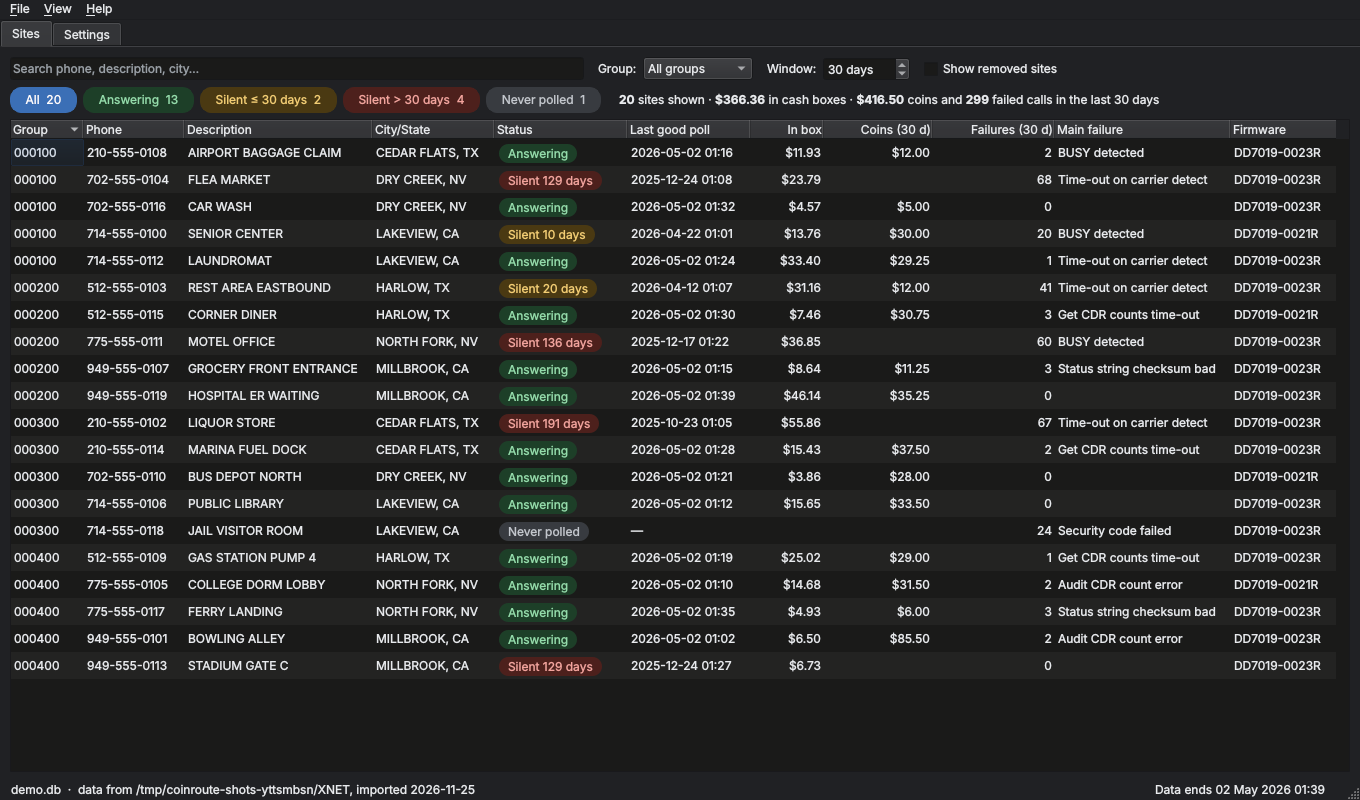 File View Help
Sites Settings
Search phone, description, city... Group: All groups Window: 30 days Show removed sites
All 20 Answering 13 Silent ≤ 30 days 2 Silent > 30 days 4 Never polled 1 20 sites shown · $366.36 in cash boxes · $416.50 coins and 299 failed calls in the last 30 days
Group Phone Description City/State Status Last good poll In box Coins (30 d) Failures (30 d) Main failure Firmware
000100 210-555-0108 AIRPORT BAGGAGE CLAIM CEDAR FLATS, TX Answering 2026-05-02 01:16 $11.93 $12.00 2 BUSY detected DD7019-0023R
000100 702-555-0104 FLEA MARKET DRY CREEK, NV Silent 129 days 2025-12-24 01:08 $23.79 68 Time-out on carrier detect DD7019-0023R
000100 702-555-0116 CAR WASH DRY CREEK, NV Answering 2026-05-02 01:32 $4.57 $5.00 0 DD7019-0023R
000100 714-555-0100 SENIOR CENTER LAKEVIEW, CA Silent 10 days 2026-04-22 01:01 $13.76 $30.00 20 BUSY detected DD7019-0021R
000100 714-555-0112 LAUNDROMAT LAKEVIEW, CA Answering 2026-05-02 01:24 $33.40 $29.25 1 Time-out on carrier detect DD7019-0023R
000200 512-555-0103 REST AREA EASTBOUND HARLOW, TX Silent 20 days 2026-04-12 01:07 $31.16 $12.00 41 Time-out on carrier detect DD7019-0023R
000200 512-555-0115 CORNER DINER HARLOW, TX Answering 2026-05-02 01:30 $7.46 $30.75 3 Get CDR counts time-out DD7019-0021R
000200 775-555-0111 MOTEL OFFICE NORTH FORK, NV Silent 136 days 2025-12-17 01:22 $36.85 60 BUSY detected DD7019-0023R
000200 949-555-0107 GROCERY FRONT ENTRANCE MILLBROOK, CA Answering 2026-05-02 01:15 $8.64 $11.25 3 Status string checksum bad DD7019-0023R
000200 949-555-0119 HOSPITAL ER WAITING MILLBROOK, CA Answering 2026-05-02 01:39 $46.14 $35.25 0 DD7019-0023R
000300 210-555-0102 LIQUOR STORE CEDAR FLATS, TX Silent 191 days 2025-10-23 01:05 $55.86 67 Time-out on carrier detect DD7019-0023R
000300 210-555-0114 MARINA FUEL DOCK CEDAR FLATS, TX Answering 2026-05-02 01:28 $15.43 $37.50 2 Get CDR counts time-out DD7019-0023R
000300 702-555-0110 BUS DEPOT NORTH DRY CREEK, NV Answering 2026-05-02 01:21 $3.86 $28.00 0 DD7019-0021R
000300 714-555-0106 PUBLIC LIBRARY LAKEVIEW, CA Answering 2026-05-02 01:12 $15.65 $33.50 0 DD7019-0023R
000300 714-555-0118 JAIL VISITOR ROOM LAKEVIEW, CA Never polled — 24 Security code failed DD7019-0023R
000400 512-555-0109 GAS STATION PUMP 4 HARLOW, TX Answering 2026-05-02 01:19 $25.02 $29.00 1 Get CDR counts time-out DD7019-0023R
000400 775-555-0105 COLLEGE DORM LOBBY NORTH FORK, NV Answering 2026-05-02 01:10 $14.68 $31.50 2 Audit CDR count error DD7019-0021R
000400 775-555-0117 FERRY LANDING NORTH FORK, NV Answering 2026-05-02 01:35 $4.93 $6.00 3 Status string checksum bad DD7019-0023R
000400 949-555-0101 BOWLING ALLEY MILLBROOK, CA Answering 2026-05-02 01:02 $6.50 $85.50 2 Audit CDR count error DD7019-0023R
000400 949-555-0113 STADIUM GATE C MILLBROOK, CA Silent 129 days 2025-12-24 01:27 $6.73 0 DD7019-0023R
demo.db · data from /tmp/coinroute-shots-yttsmbsn/XNET, imported 2026-11-25 Data ends 02 May 2026 01:39